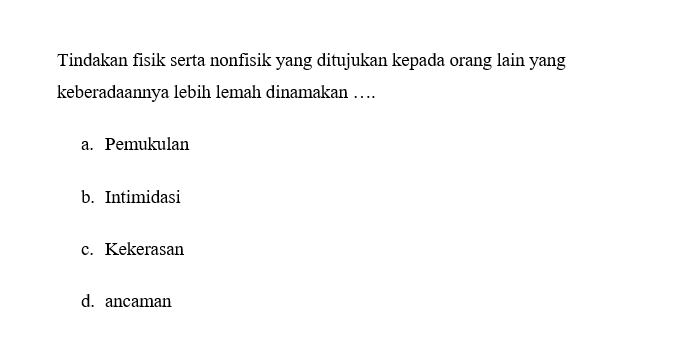 Tindakan fisik serta nonfisik yang ditujukan kepada orang lain yang
keberadaannya lebih lemah dinamakan ….
a. Pemukulan
b. Intimidasi
c. Kekerasan
d. ancaman